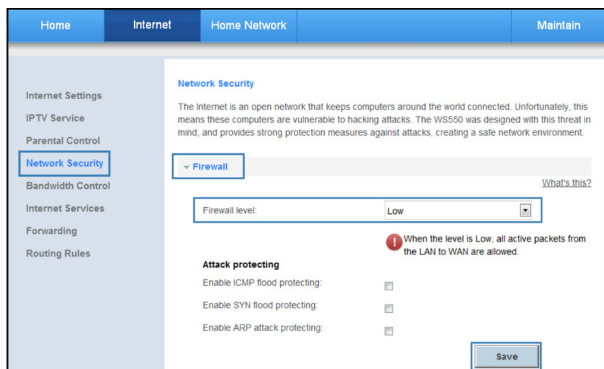 Home
Internet
Home Network
Maintain
Internet Settings
IPTV Service
Parental Control
Network Security
Bandwidth Control
Internet Services
Forwarding
Routing Rules
Network Security
The Internet is an open network that keeps computers around the world connected. Unfortunately, this
means these computers are vulnerable to hacking attacks. The WS550 was designed with this threat in
mind, and provides strong protection measures against attacks, creating a safe network environment.
Firewall
What's this?
Firewall level:
Low
When the level is Low, all active packets from
the LAN to WAN are allowed.
Attack protecting
Enable ICMP flood protecting:
Enable SYN flood protecting:
Enable ARP attack protecting:
Save